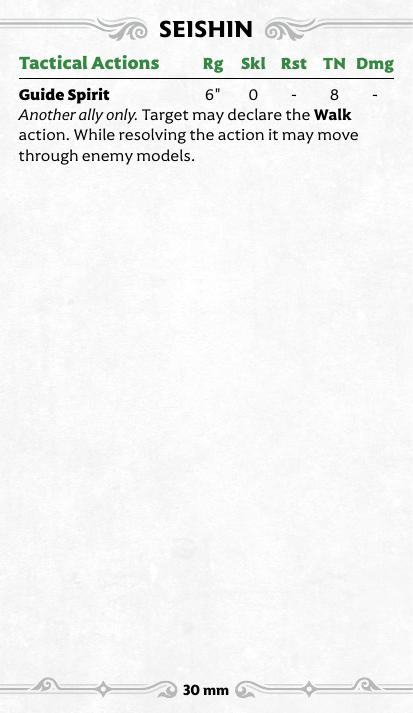 SEISHIN
Tactical Actions Rg Skl Rst TN Dmg
Guide Spirit 6" 0 - 8 -
Another ally only. Target may declare the Walk
action. While resolving the action it may move
through enemy models.
30 mm